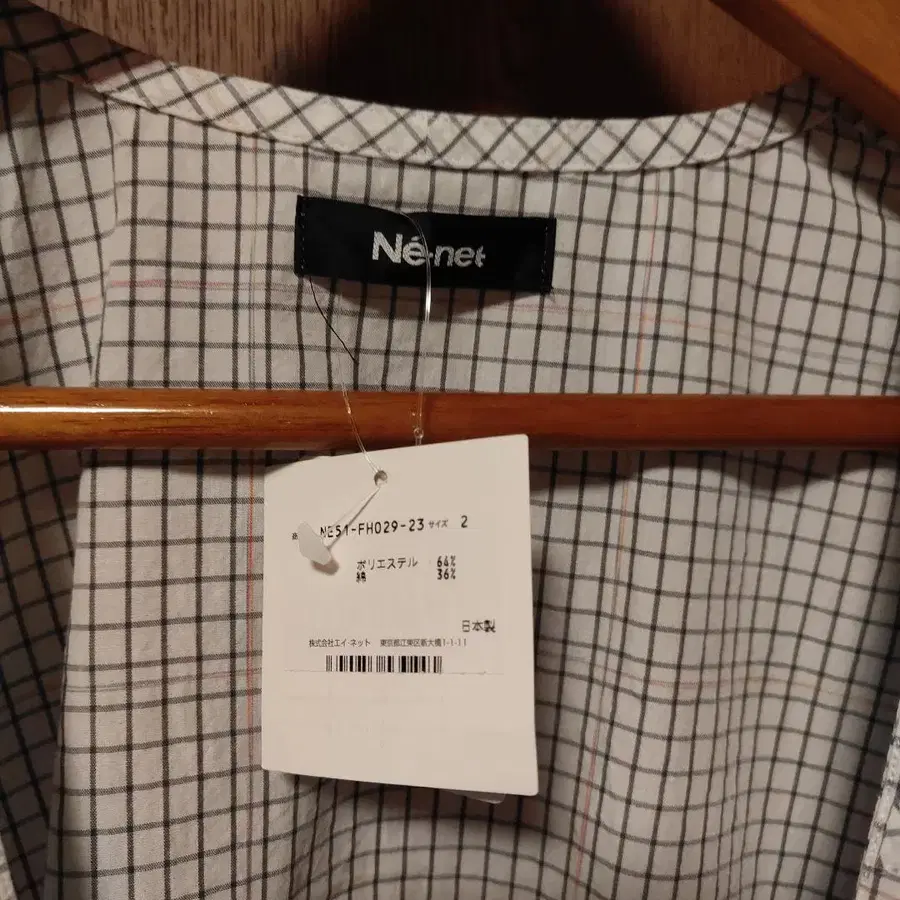 Né-net
NE51-FH029-23 サイズ 2
ポリエステル 64%
綿 36%
日本製
株式会社エイ・ネット 東京都江東区新大橋1-1-11